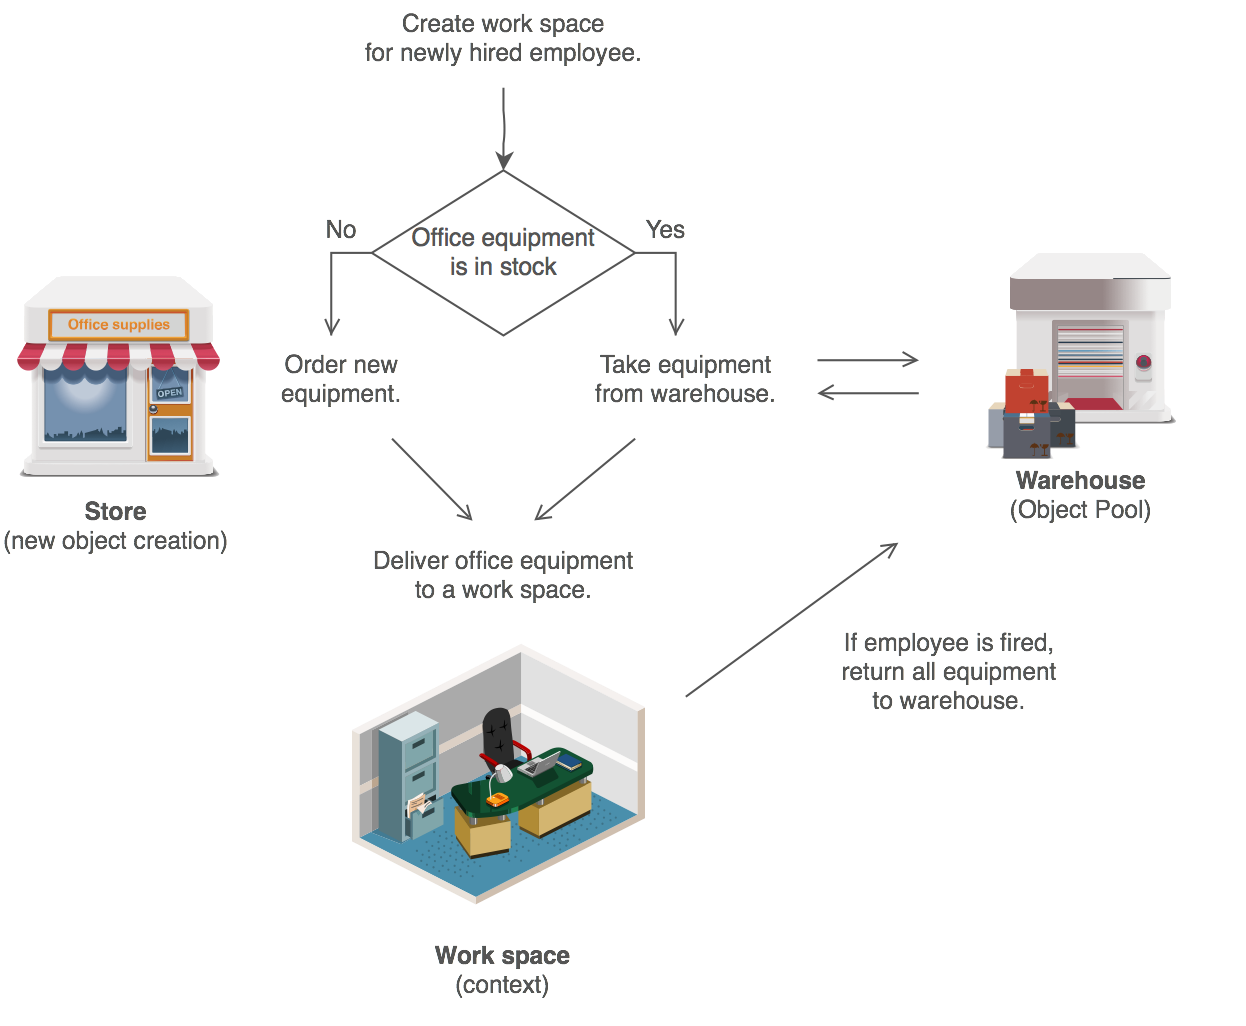 Create work space
for newly hired employee.
No
Yes
Office equipment
is in stock
Office supplies
OPEN
Order new
equipment.
Take equipment
from warehouse.
Store
(new object creation)
Warehouse
(Object Pool)
Deliver office equipment
to a work space.
If employee is fired,
return all equipment
to warehouse.
Work space
(context)